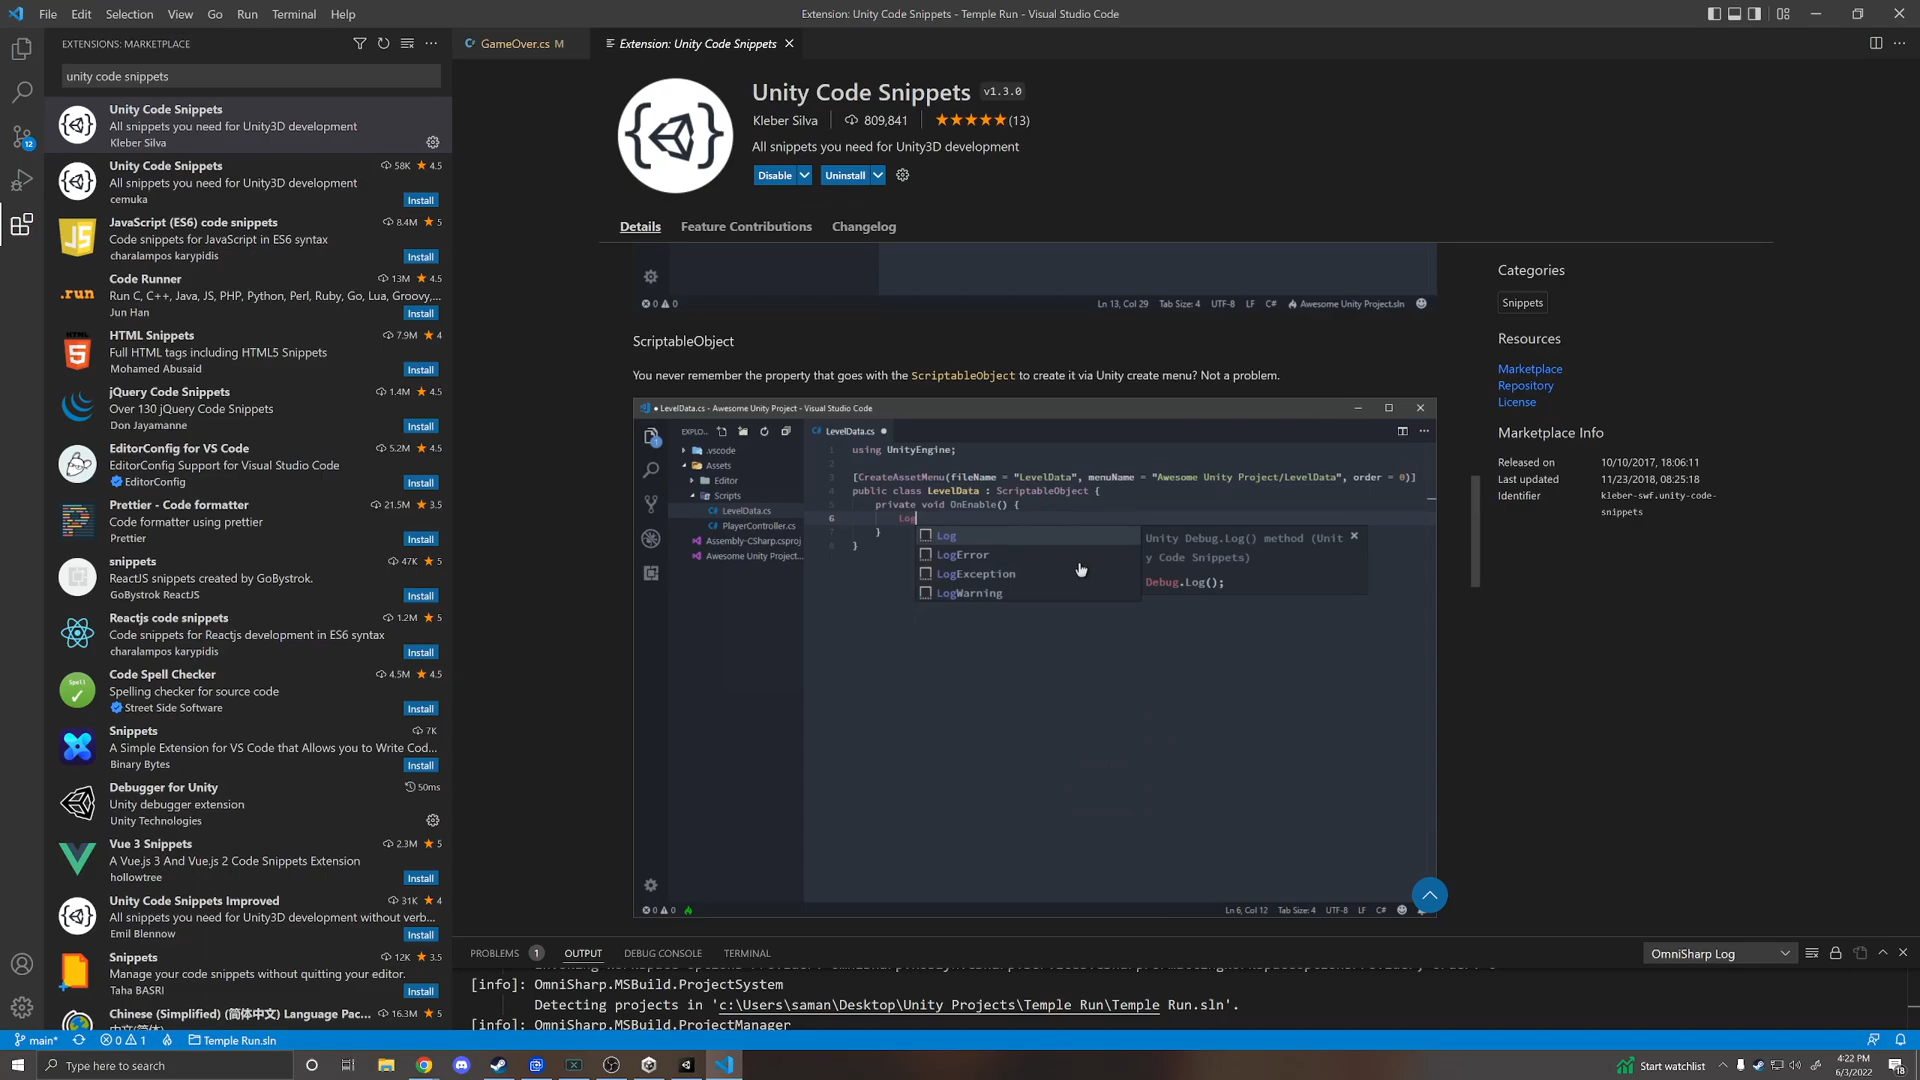 File Edit Selection View Go Run Terminal Help
Extension: Unity Code Snippets - Temple Run - Visual Studio Code
EXTENSIONS: MARKETPLACE
unity code snippets
Unity Code Snippets
All snippets you need for Unity3D development
Kleber Silva
Unity Code Snippets 58K 4.5
All snippets you need for Unity3D development
cemuka Install
JavaScript (ES6) code snippets 8.4M 5
Code snippets for JavaScript in ES6 syntax
charalampos karypidis Install
Code Runner 13M 4.5
Run C, C++, Java, JS, PHP, Python, Perl, Ruby, Go, Lua, Groovy,...
Jun Han Install
HTML Snippets 7.9M 4
Full HTML tags including HTML5 Snippets
Mohamed Abusaid Install
jQuery Code Snippets 1.4M 4.5
Over 130 jQuery Code Snippets
Don Jayamanne Install
EditorConfig for VS Code 5.2M 4.5
EditorConfig Support for Visual Studio Code
EditorConfig Install
Prettier - Code formatter 21.5M 3.5
Code formatter using prettier
Prettier Install
snippets 47K 5
ReactJS snippets created by GoBystrok.
GoBystrok ReactJS Install
Reactjs code snippets 1.2M 5
Code snippets for Reactjs development in ES6 syntax
charalampos karypidis Install
Code Spell Checker 4.5M 4.5
Spelling checker for source code
Street Side Software Install
Snippets 7K
A Simple Extension for VS Code that Allows you to Write Cod...
Binary Bytes Install
Debugger for Unity 50ms
Unity debugger extension
Unity Technologies
Vue 3 Snippets 2.3M 5
A Vue.js 3 And Vue.js 2 Code Snippets Extension
hollowtree Install
Unity Code Snippets Improved 31K 4
All snippets you need for Unity3D development without verb...
Emil Blennow Install
Snippets 12K 3.5
Manage your code snippets without quitting your editor.
Taha BASRI Install
Chinese (Simplified) (简体中文) Language Pac... 16.3M 5
GameOver.cs M
Extension: Unity Code Snippets
Unity Code Snippets v1.3.0
Kleber Silva 809,841 (13)
All snippets you need for Unity3D development
Disable Uninstall
Details Feature Contributions Changelog
0 0 Ln 13, Col 29 Tab Size: 4 UTF-8 LF C# Awesome Unity Project.sln
ScriptableObject
You never remember the property that goes with the ScriptableObject to create it via Unity create menu? Not a problem.
LevelData.cs - Awesome Unity Project - Visual Studio Code
EXPLO...
.vscode
Assets
Editor
Scripts
LevelData.cs
PlayerController.cs
Assembly-CSharp.csproj
Awesome Unity Project...
LevelData.cs
1 using UnityEngine;
2
3 [CreateAssetMenu(fileName = "LevelData", menuName = "Awesome Unity Project/LevelData", order = 0)]
4 public class LevelData : ScriptableObject {
5 private void OnEnable() {
6 Log
7 }
8 }
Log
LogError
LogException
LogWarning
Unity Debug.Log() method (Unit
y Code Snippets)
Debug.Log();
0 0 Ln 6, Col 12 Tab Size: 4 UTF-8 LF C#
Categories
Snippets
Resources
Marketplace
Repository
License
Marketplace Info
Released on 10/10/2017, 18:06:11
Last updated 11/23/2018, 08:25:18
Identifier kleber-swf.unity-code-
snippets
PROBLEMS 1 OUTPUT DEBUG CONSOLE TERMINAL
OmniSharp Log
[info]: OmniSharp.MSBuild.ProjectSystem
Detecting projects in 'c:\Users\saman\Desktop\Unity Projects\Temple Run\Temple Run.sln'.
[info]: OmniSharp.MSBuild.ProjectManager
main* 0 1 Temple Run.sln
Type here to search
Start watchlist
4:22 PM
6/3/2022
18
12